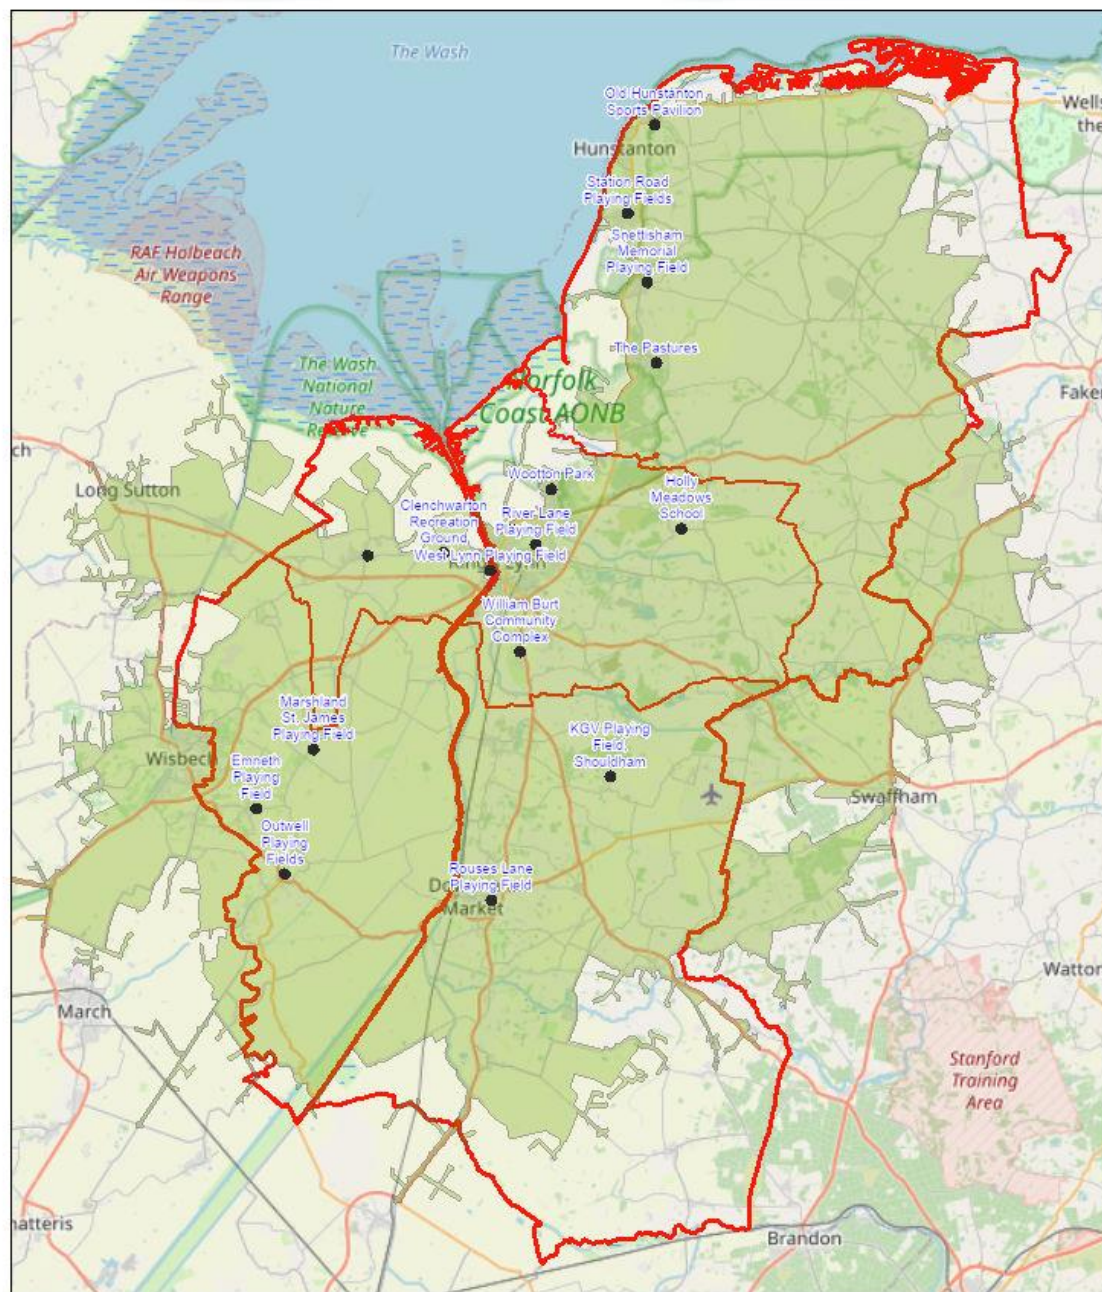 The Wash
Wells
the
Old Hunstanton
Sports Pavilion
Hunstanton
Station Road
Playing Fields
Snettisham
Memorial
Playing Field
RAF Holbeach
Air Weapons
Range
The Pastures
The Wash
National
Nature
Reserve
Norfolk
Coast AONB
Faken
ch
Long Sutton
Wootton Park
Holly
Meadows
School
Clenchwarton
Recreation
Ground,
River Lane
Playing Field
West Lynn Playing Field
William Burt
Community
Complex
Marshland
St. James
Playing Field
KGV Playing
Field,
Shouldham
Wisbech
Emneth
Playing
Field
Swaffham
Outwell
Playing
Fields
Rouses Lane
Playing Field
Market
Watton
March
Stanford
Training
Area
hatteris
Brandon